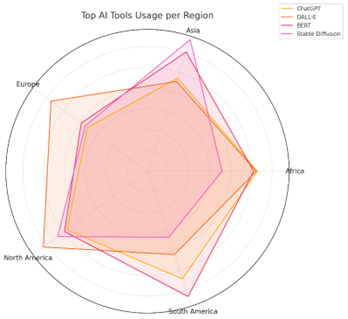 Top AI Tools Usage per Region
ChatGPT
DALL-E
BERT
Stable Diffusion
Asia
Europe
Africa
North America
South America